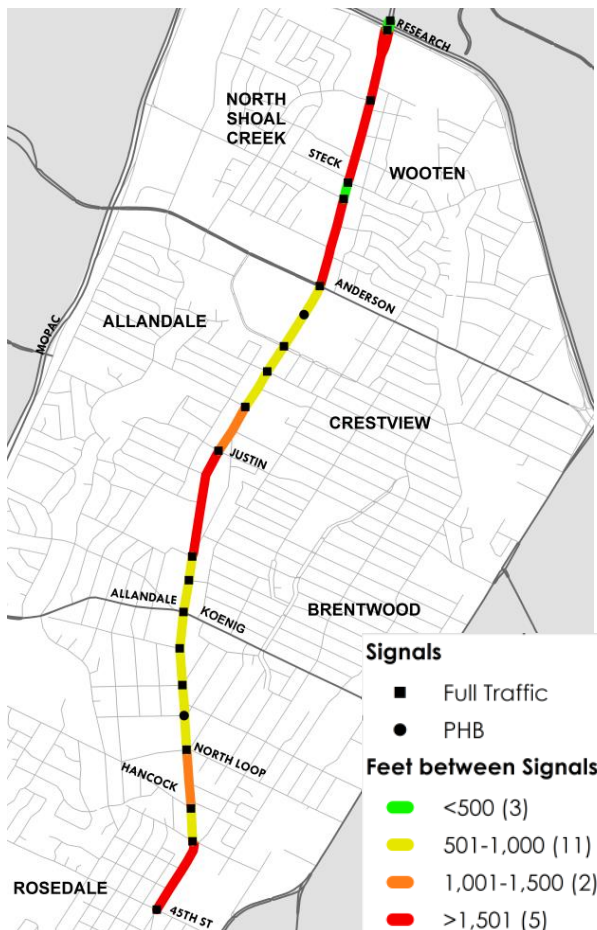 RESEARCH
NORTH
SHOAL
CREEK
STECK
WOOTEN
ANDERSON
ALLANDALE
MOPAC
CRESTVIEW
JUSTIN
ALLANDALE
KOENIG
BRENTWOOD
NORTH LOOP
HANCOCK
ROSEDALE
45TH ST
Signals
Full Traffic
PHB
Feet between Signals
<500 (3)
501-1,000 (11)
1,001-1,500 (2)
>1,501 (5)